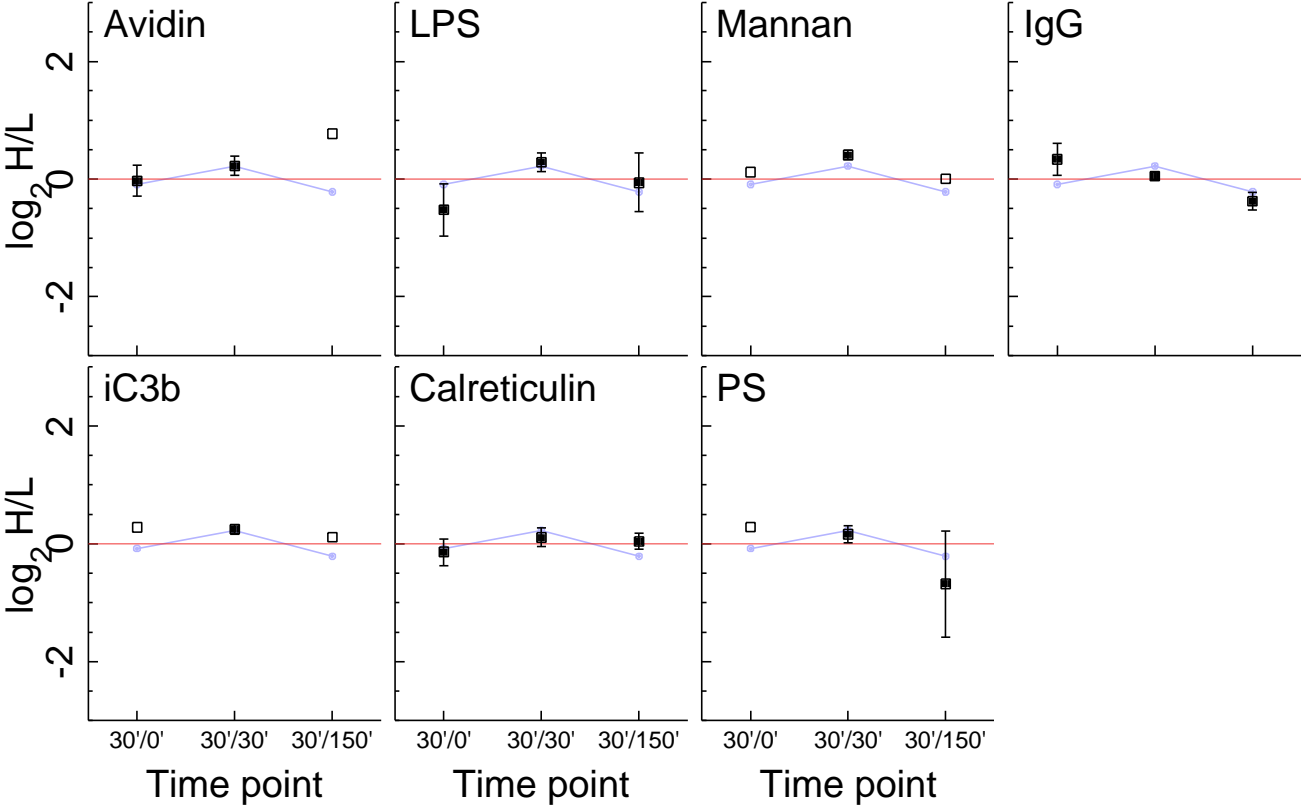 Avidin
LPS
Mannan
IgG
log2 H/L
2
0
-2
iC3b
Calreticulin
PS
log2 H/L
2
0
-2
30'/0'
30'/30'
30'/150'
30'/0'
30'/30'
30'/150'
30'/0'
30'/30'
30'/150'
Time point
Time point
Time point